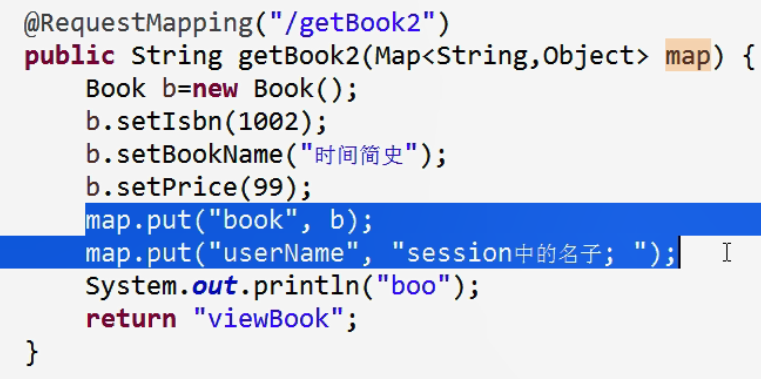 @RequestMapping("/getBook2")
public String getBook2(Map<String,Object> map) {
Book b=new Book();
b.setIsbn(1002);
b.setBookName("时间简史");
b.setPrice(99);
map.put("book", b);
map.put("userName", "session中的名子; ");
System.out.println("boo");
return "viewBook";
}